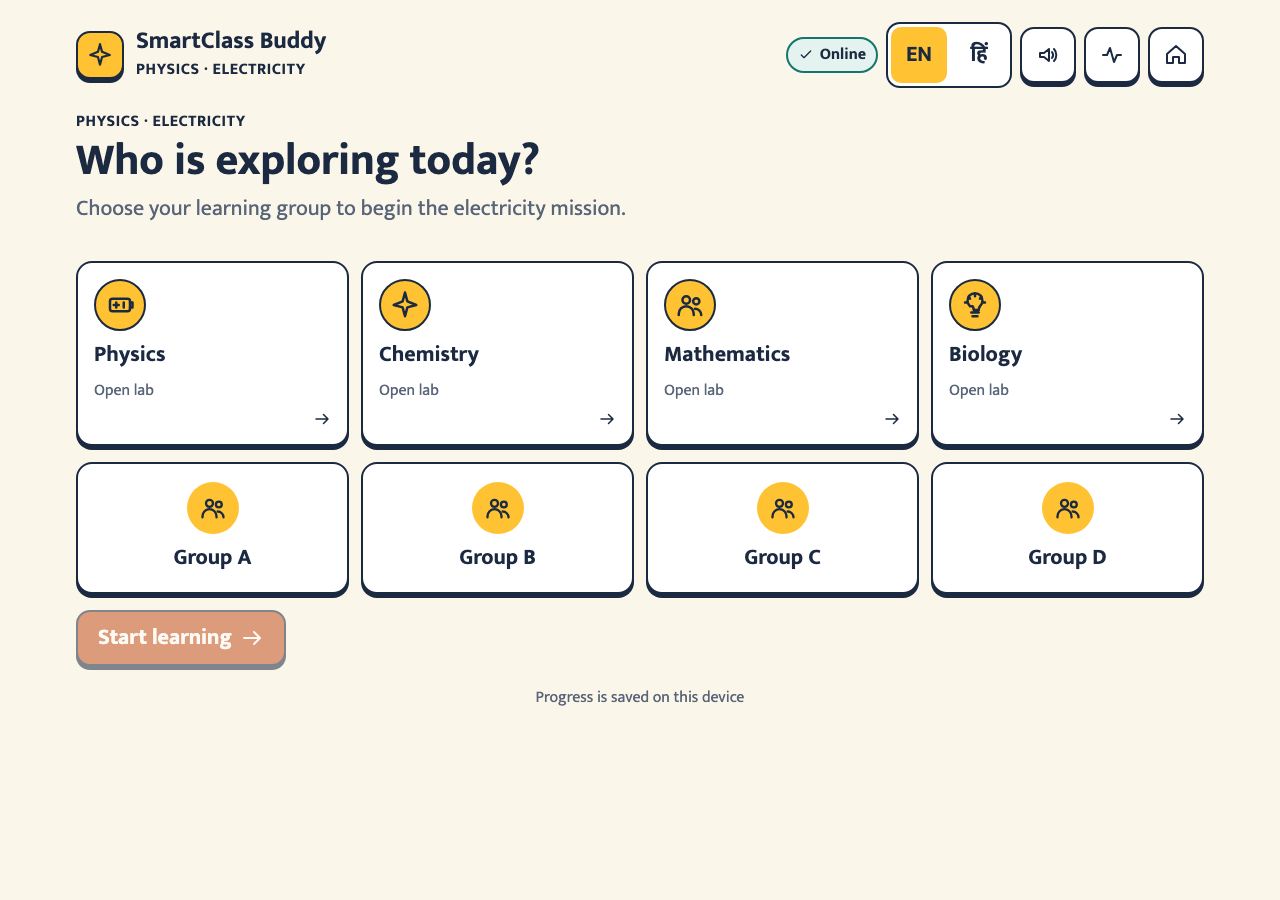 SmartClass Buddy
PHYSICS · ELECTRICITY
Online
EN
हिं
PHYSICS · ELECTRICITY
Who is exploring today?
Choose your learning group to begin the electricity mission.
Physics
Open lab
Chemistry
Open lab
Mathematics
Open lab
Biology
Open lab
Group A
Group B
Group C
Group D
Start learning
Progress is saved on this device